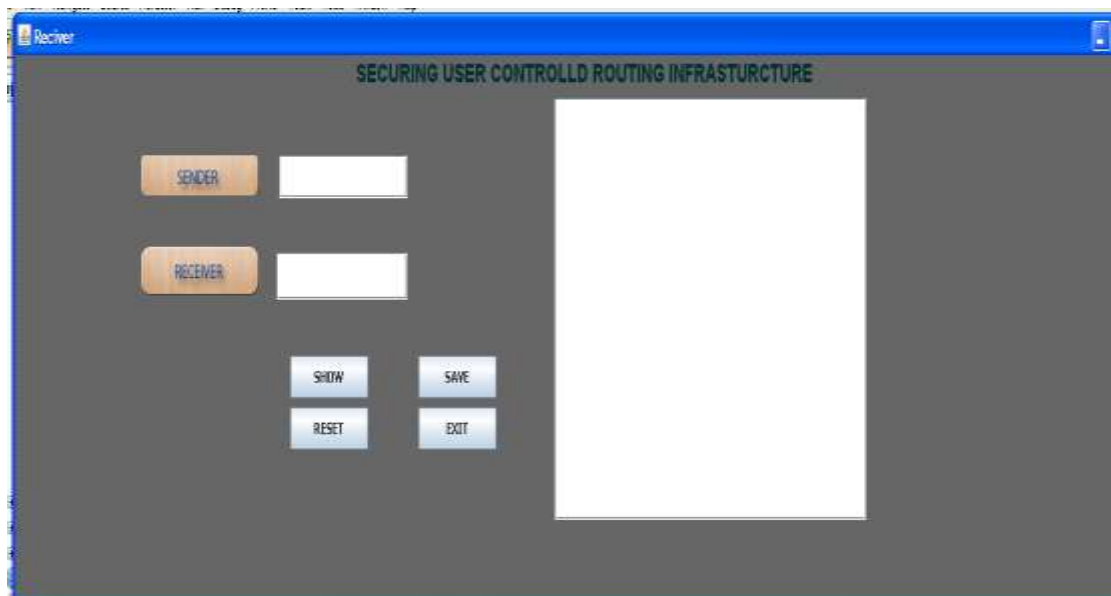 Reciver
SECURING USER CONTROLLD ROUTING INFRASTURCTURE
SENDER
RECEIVER
SHOW
SAVE
RESET
EXIT